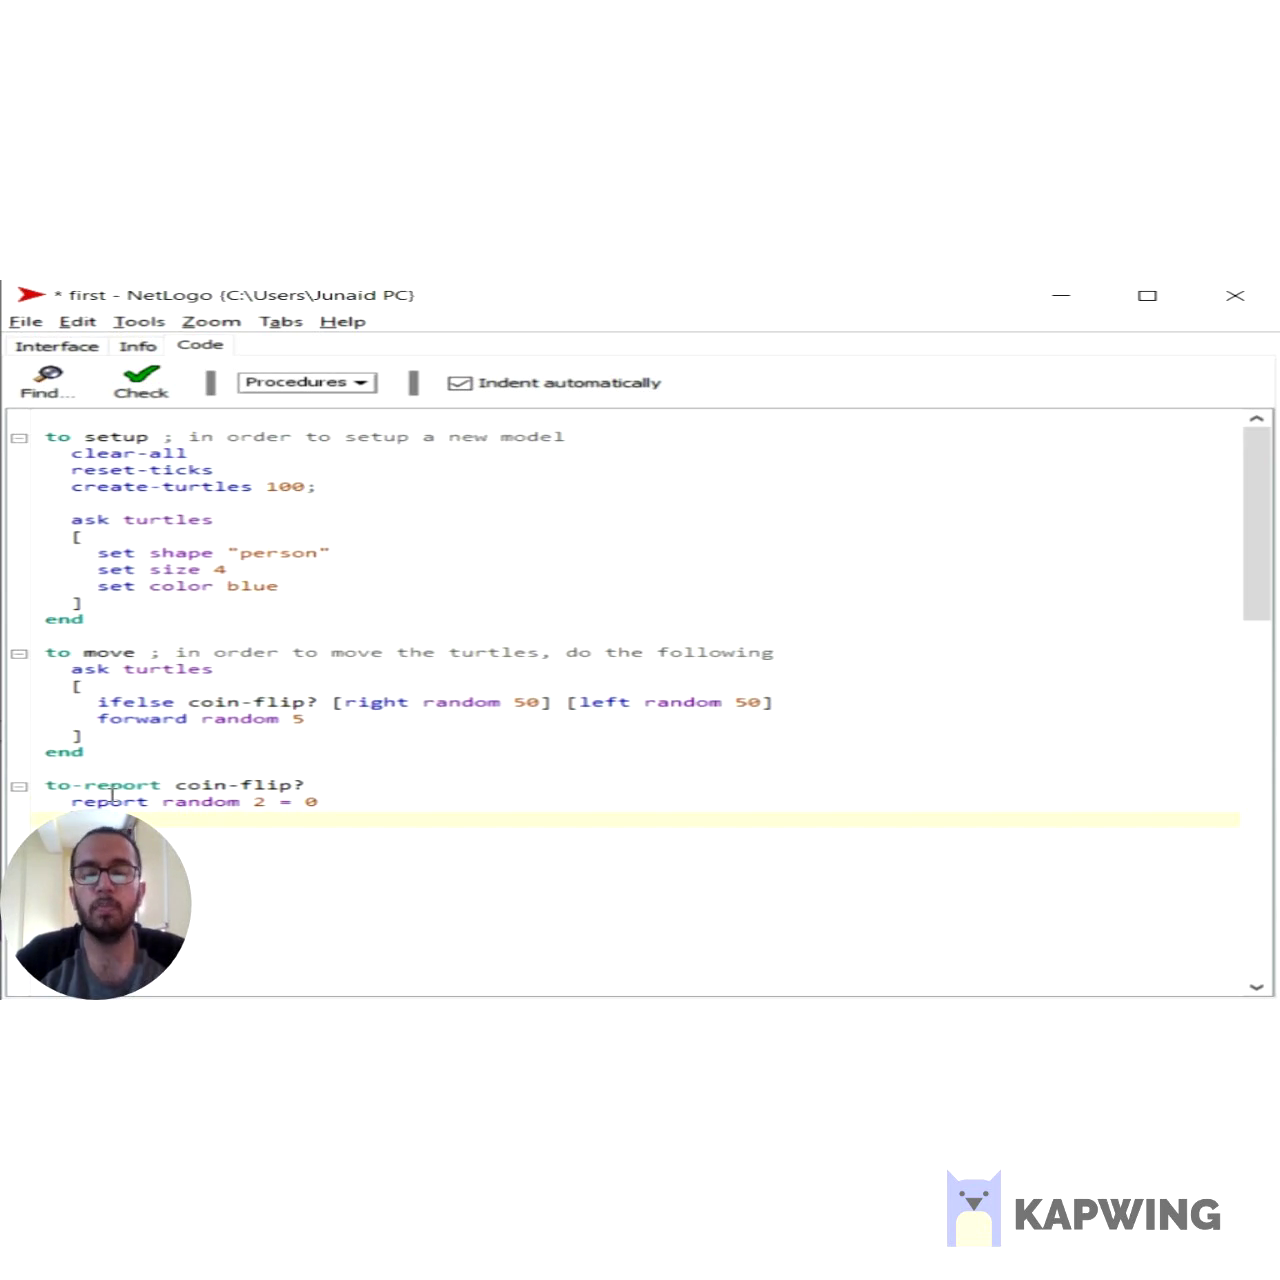 * first - NetLogo {C:\Users\Junaid PC}
File Edit Tools Zoom Tabs Help
Interface Info Code
Find... Check Procedures Indent automatically
to setup ; in order to setup a new model
clear-all
reset-ticks
create-turtles 100;
ask turtles
[
set shape "person"
set size 4
set color blue
]
end
to move ; in order to move the turtles, do the following
ask turtles
[
ifelse coin-flip? [right random 50] [left random 50]
forward random 5
]
end
to-report coin-flip?
report random 2 = 0
KAPWING